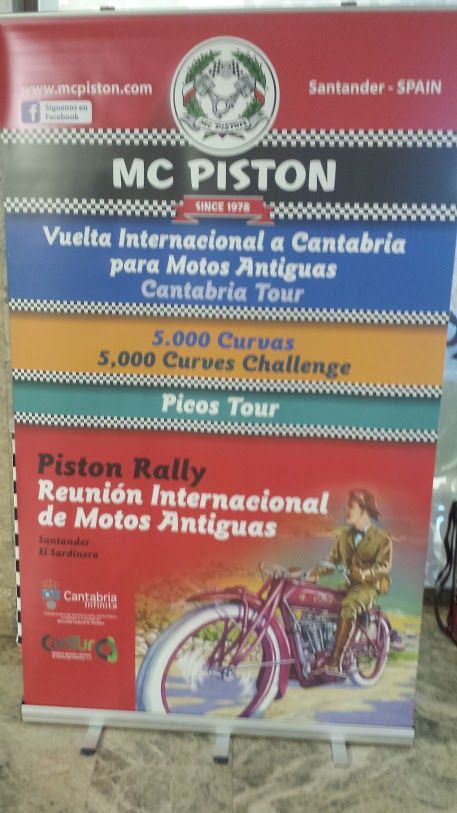 www.mcpiston.com
Santander - SPAIN
Síguenos en
Facebook
MC PISTON
MC PISTON
SINCE 1978
Vuelta Internacional a Cantabria
para Motos Antiguas
Cantabria Tour
5.000 Curvas
5,000 Curves Challenge
Picos Tour
Piston Rally
Reunión Internacional
de Motos Antiguas
Santander
El Sardinero
Cantabria
infinita